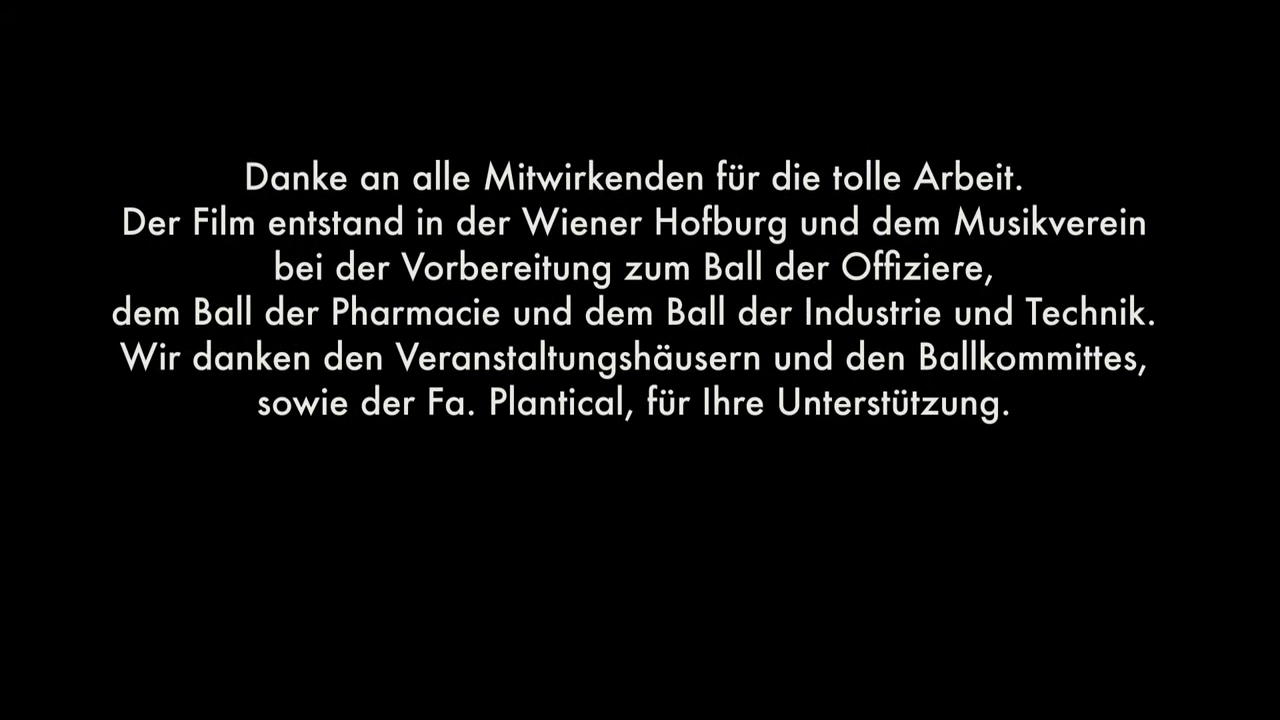 Danke an alle Mitwirkenden für die tolle Arbeit.
Der Film entstand in der Wiener Hofburg und dem Musikverein
bei der Vorbereitung zum Ball der Offiziere,
dem Ball der Pharmacie und dem Ball der Industrie und Technik.
Wir danken den Veranstaltungshäusern und den Ballkommittes,
sowie der Fa. Plantical, für Ihre Unterstützung.